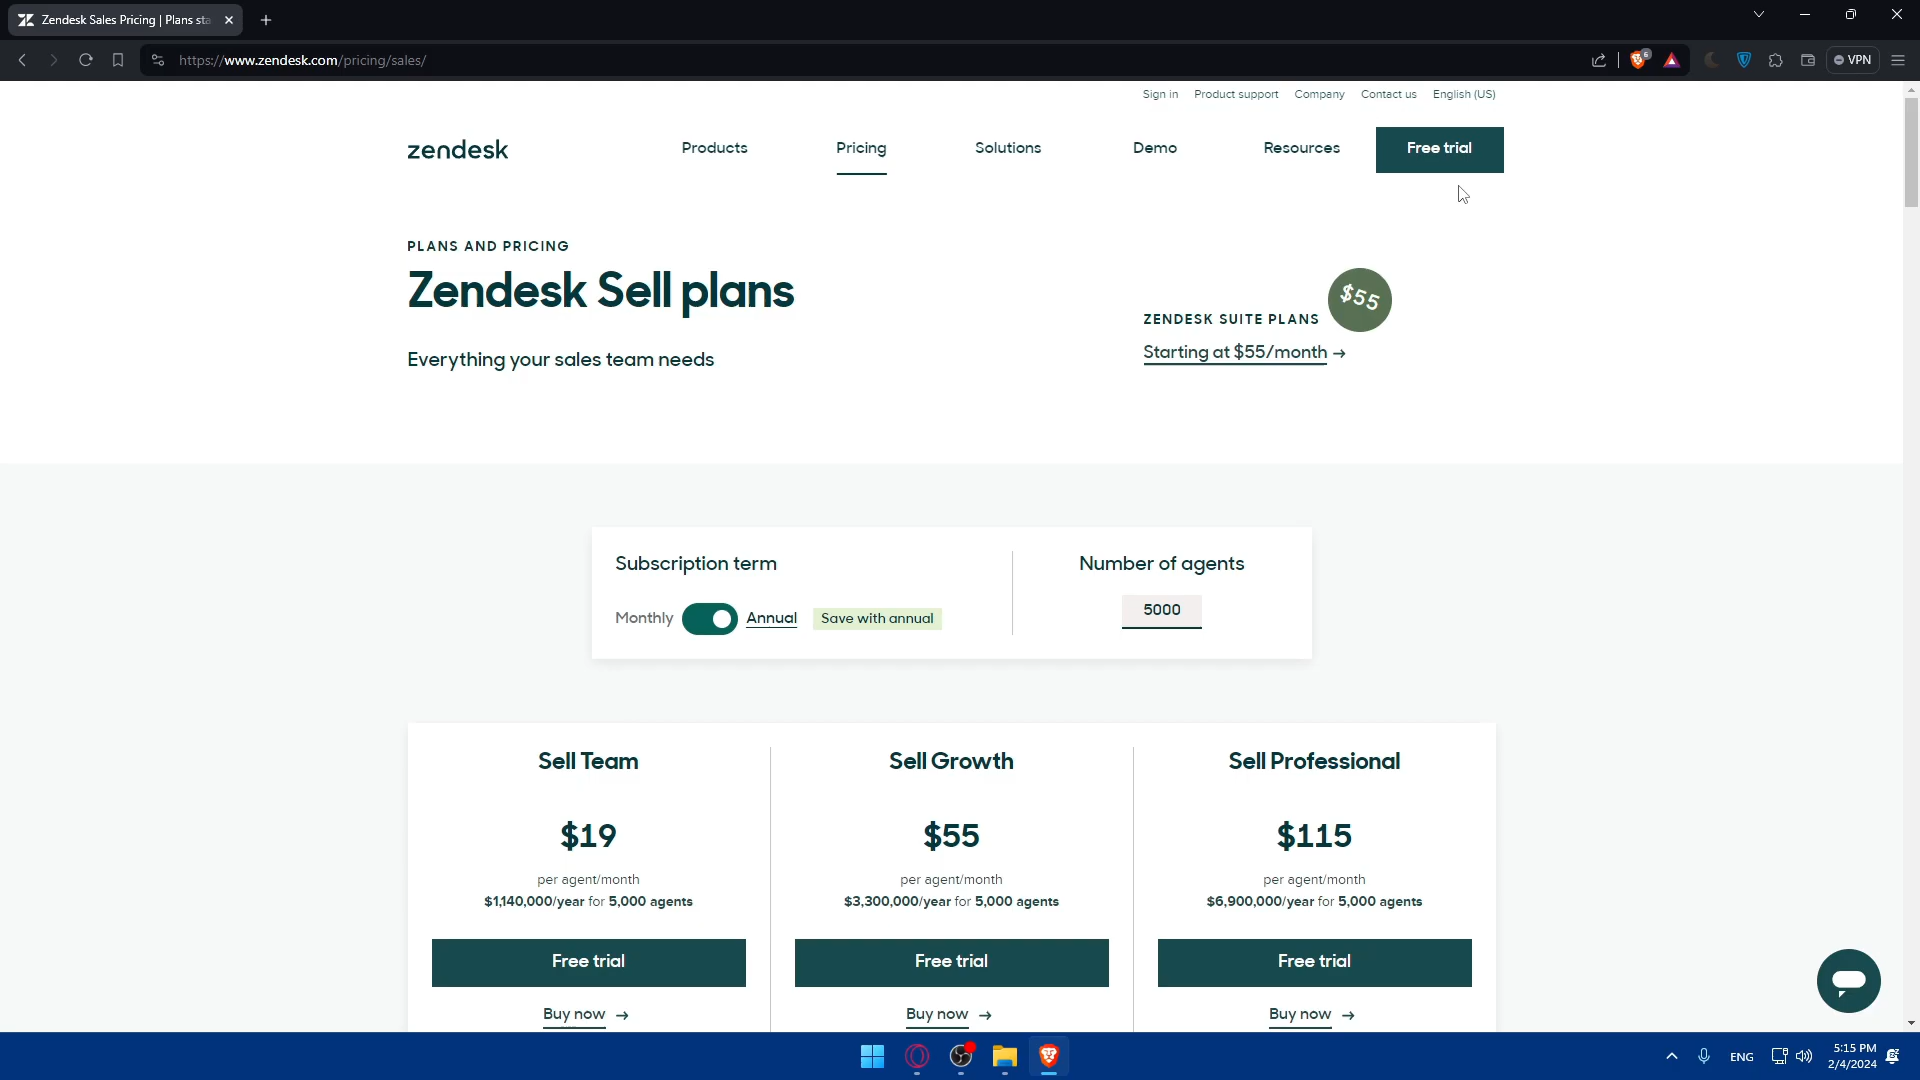 Zendesk Sales Pricing | Plans sta
https://www.zendesk.com/pricing/sales/
6
VPN
Sign in Product support Company Contact us English (US)
zendesk Products Pricing Solutions Demo Resources Free trial
PLANS AND PRICING
Zendesk Sell plans
Everything your sales team needs
$55
ZENDESK SUITE PLANS
Starting at $55/month →
Subscription term
Monthly Annual Save with annual
Number of agents
5000
Sell Team
$19
per agent/month
$1,140,000/year for 5,000 agents
Free trial
Buy now →
Sell Growth
$55
per agent/month
$3,300,000/year for 5,000 agents
Free trial
Buy now →
Sell Professional
$115
per agent/month
$6,900,000/year for 5,000 agents
Free trial
Buy now →
ENG
5:15 PM
2/4/2024